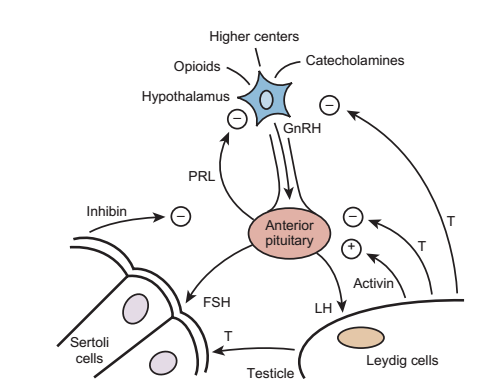 Higher centers
Opioids
Catecholamines
Hypothalamus
−
−
GnRH
PRL
Inhibin
−
Anterior
pituitary
−
T
T
+
Activin
FSH
LH
T
Sertoli
cells
Leydig cells
Testicle